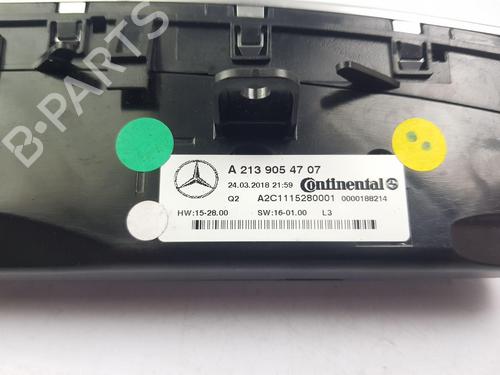 B-PARTS
A 213 905 47 07
24.03.2018 21:59 Continental
Q2 A2C1115280001 0000188214
HW:15-28.00 SW:16-01.00 L3